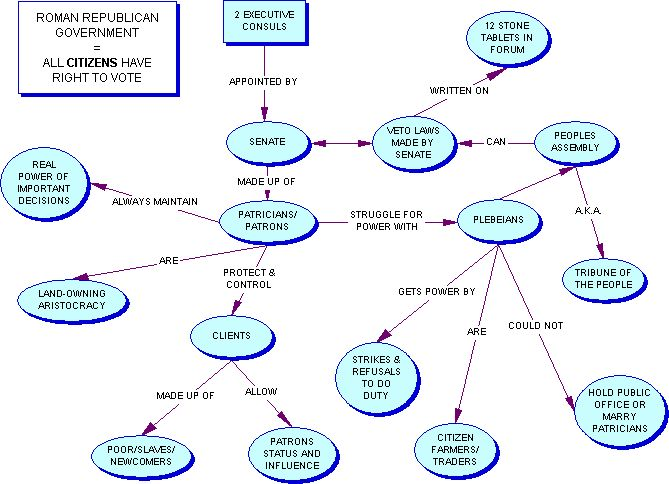 ROMAN REPUBLICAN
GOVERNMENT
=
ALL CITIZENS HAVE
RIGHT TO VOTE
2 EXECUTIVE
CONSULS
12 STONE
TABLETS IN
FORUM
APPOINTED BY
WRITTEN ON
SENATE
VETO LAWS
MADE BY
SENATE
CAN
PEOPLES
ASSEMBLY
REAL
POWER OF
IMPORTANT
DECISIONS
MADE UP OF
ALWAYS MAINTAIN
PATRICIANS/
PATRONS
STRUGGLE FOR
POWER WITH
PLEBEIANS
A.K.A.
ARE
PROTECT &
CONTROL
TRIBUNE OF
THE PEOPLE
LAND-OWNING
ARISTOCRACY
GETS POWER BY
ARE
COULD NOT
CLIENTS
STRIKES &
REFUSALS
TO DO
DUTY
MADE UP OF
ALLOW
HOLD PUBLIC
OFFICE OR
MARRY
PATRICIANS
POOR/SLAVES/
NEWCOMERS
PATRONS
STATUS AND
INFLUENCE
CITIZEN
FARMERS/
TRADERS